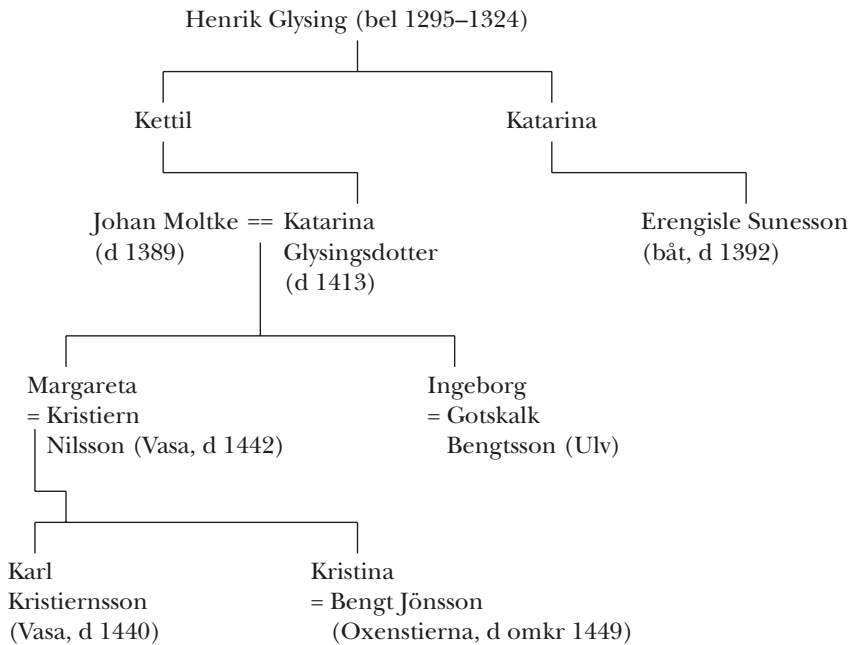 Henrik Glysing (bel 1295–1324)
Kettil
Katarina
Johan Moltke == Katarina
(d 1389)
Glysingsdotter
(d 1413)
Erengisle Sunesson
(båt, d 1392)
Margareta
= Kristiern
Nilsson (Vasa, d 1442)
Ingeborg
= Gotskalk
Bengtsson (Ulv)
Karl
Kristiernsson
(Vasa, d 1440)
Kristina
= Bengt Jönsson
(Oxenstierna, d omkr 1449)